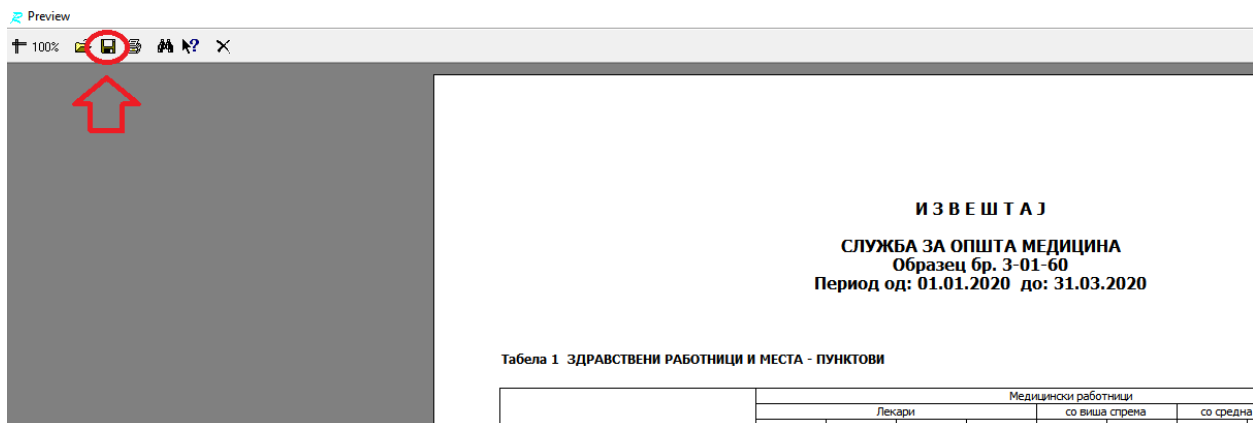 Preview
100%
И З В Е Ш Т А Ј
СЛУЖБА ЗА ОПШТА МЕДИЦИНА
Образец бр. 3-01-60
Период од: 01.01.2020 до: 31.03.2020
Табела 1 ЗДРАВСТВЕНИ РАБОТНИЦИ И МЕСТА - ПУНКТОВИ
Медицински работници
Лекари со виша спрема со средна